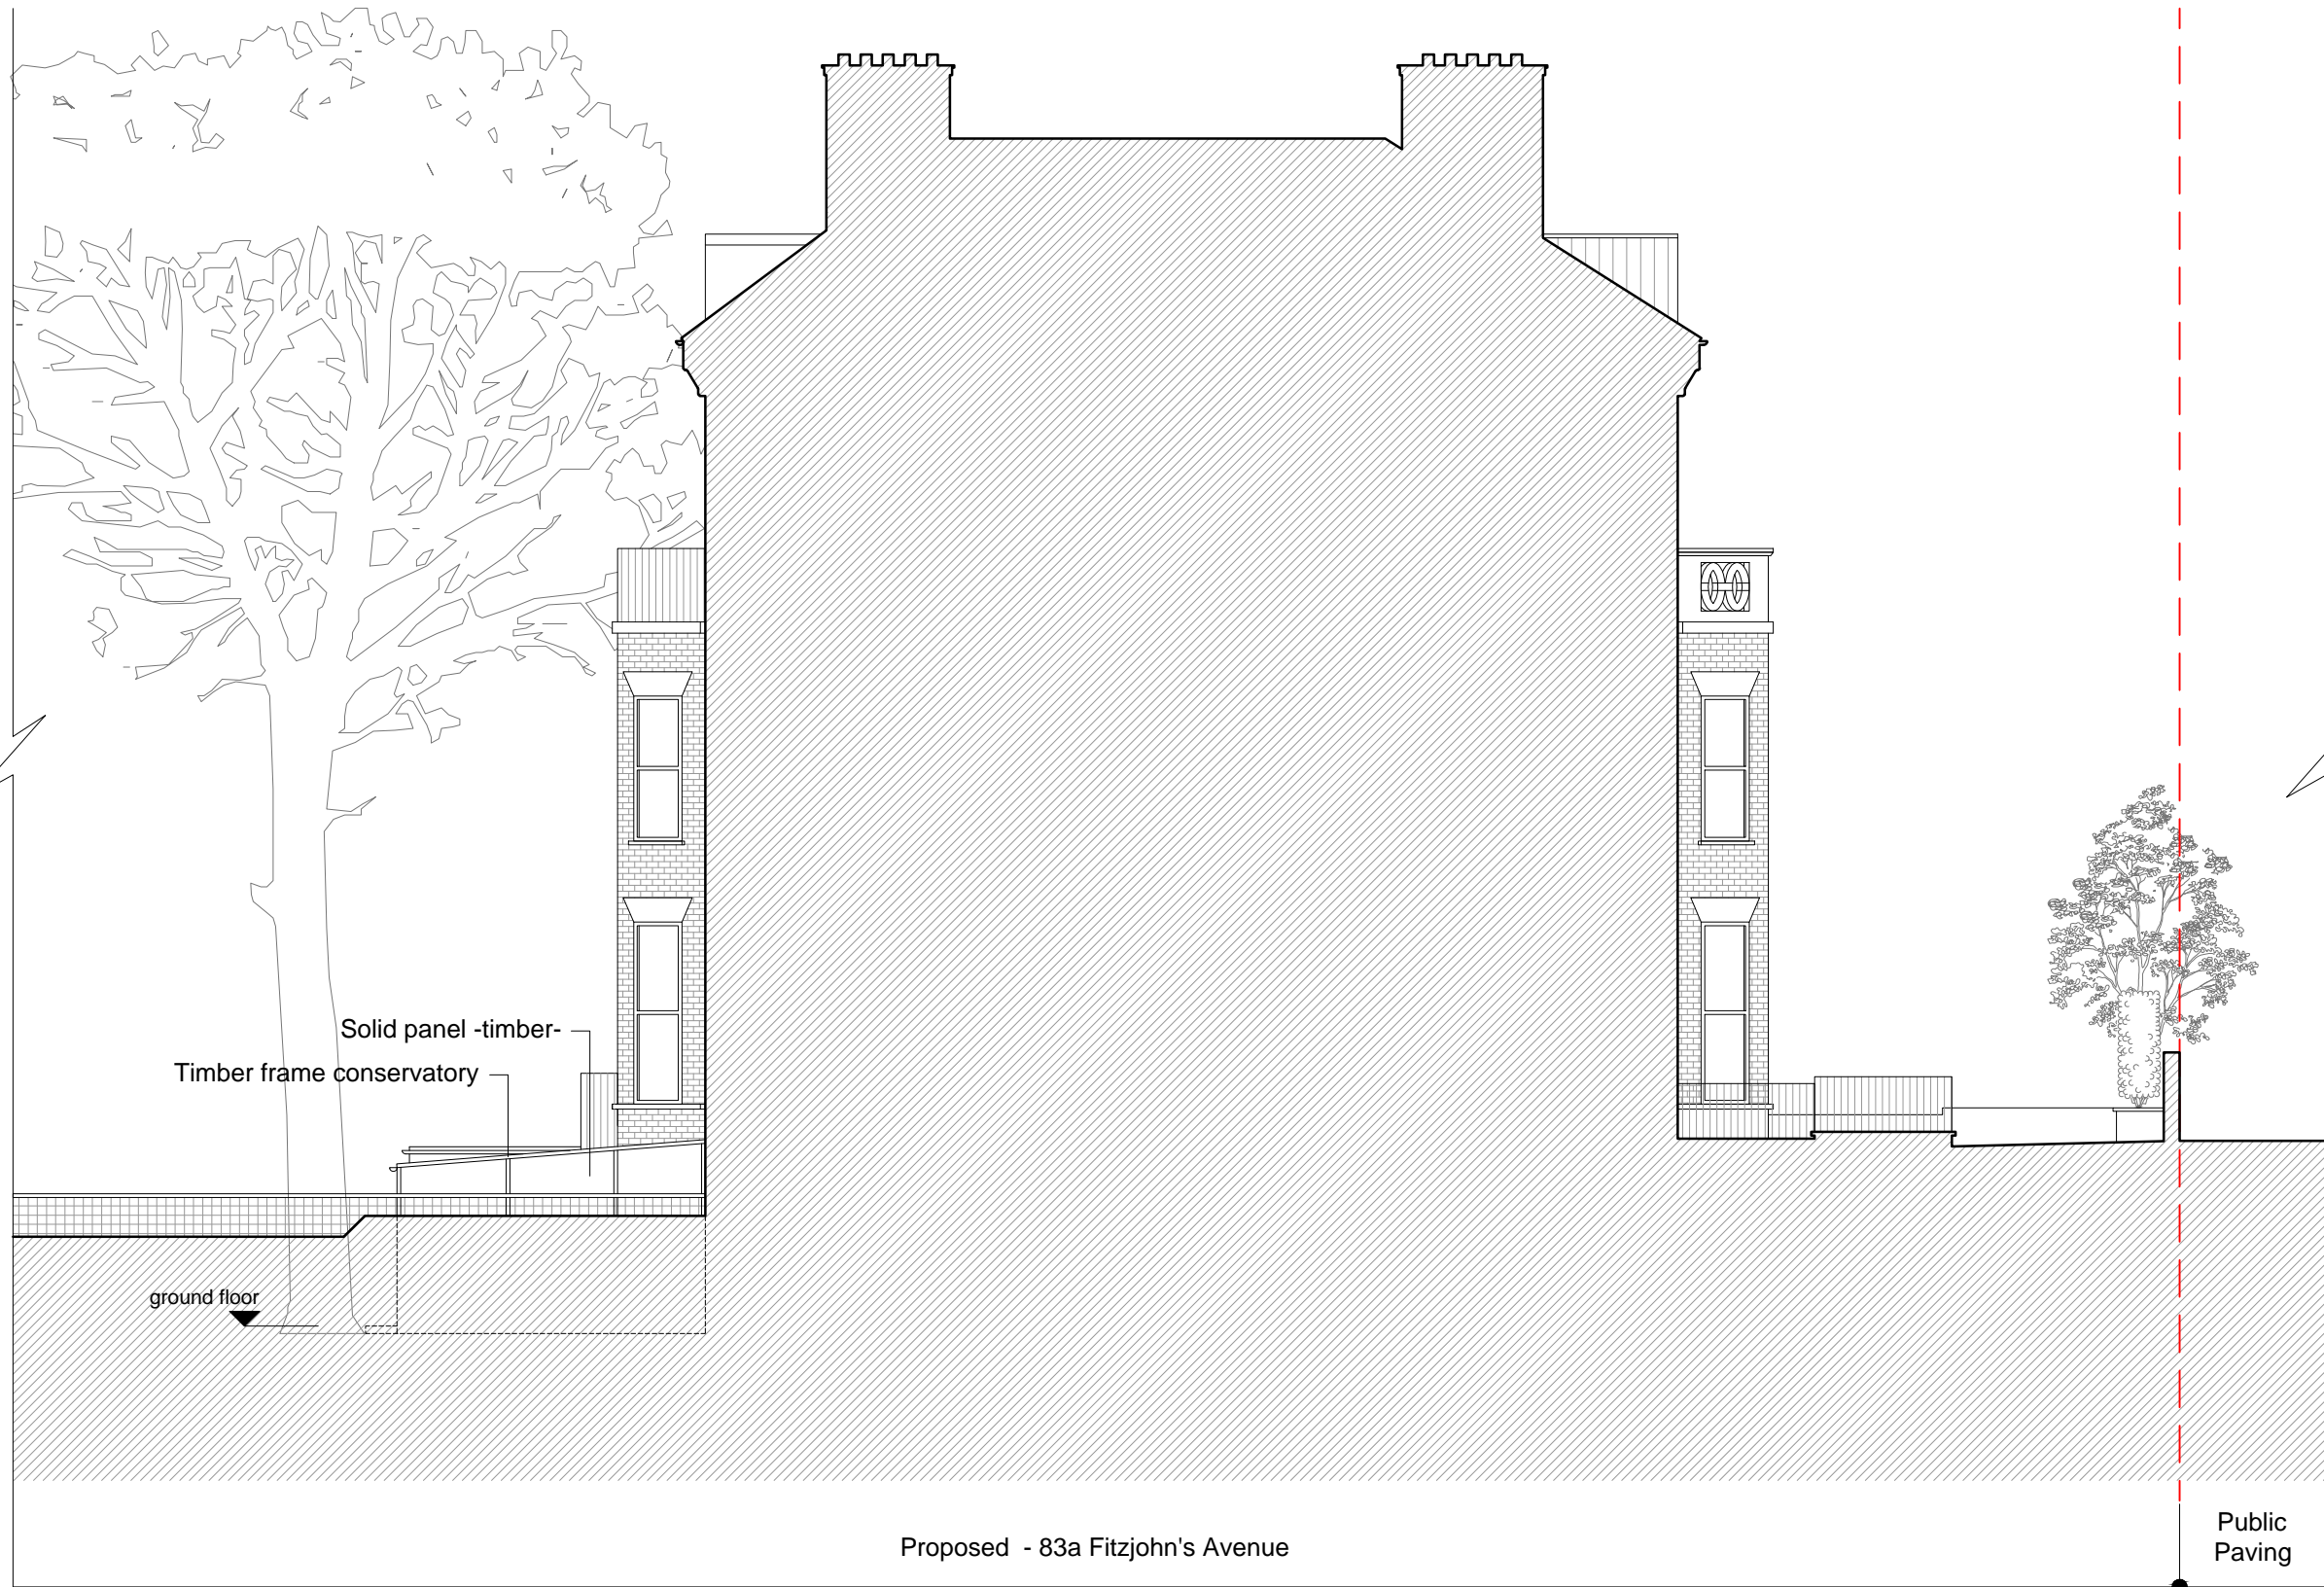 Solid panel -timber-
Timber frame conservatory
ground floor
Proposed - 83a Fitzjohn's Avenue
Public
Paving